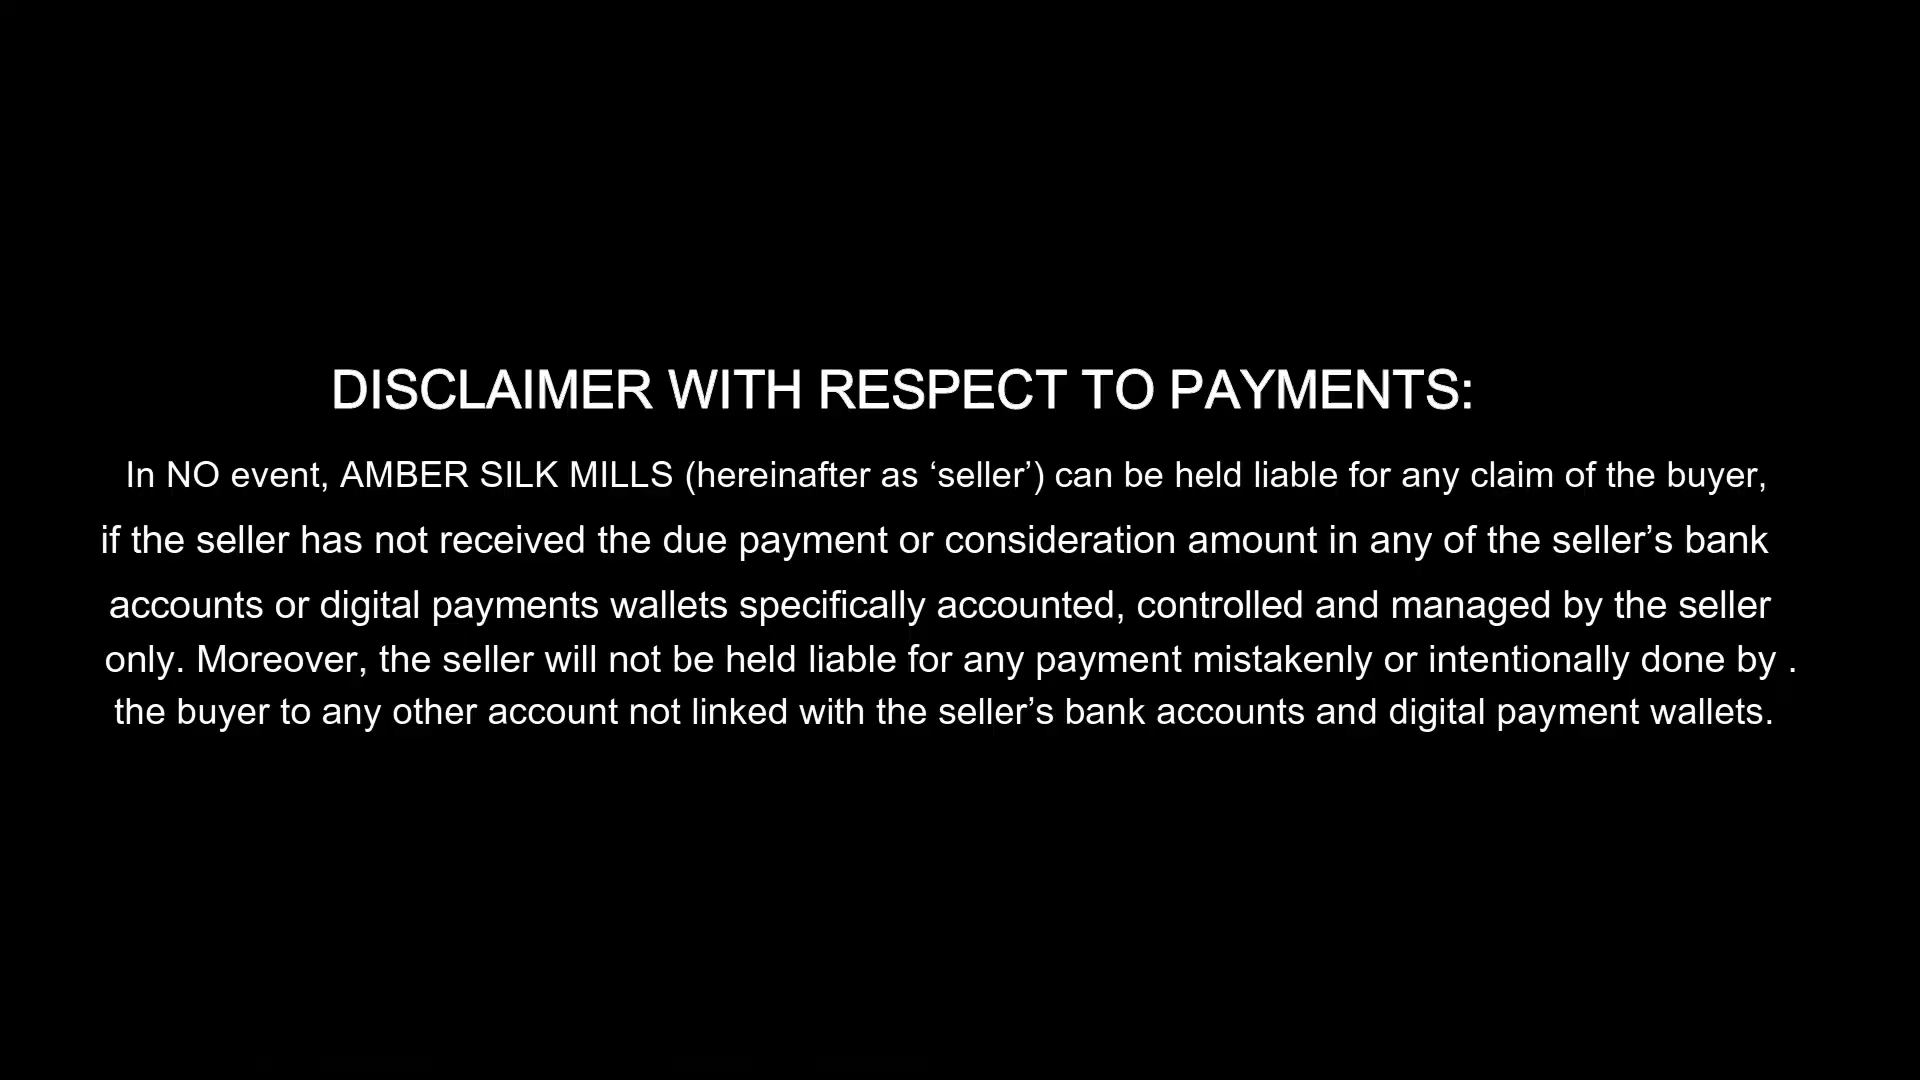 DISCLAIMER WITH RESPECT TO PAYMENTS:
In NO event, AMBER SILK MILLS (hereinafter as ‘seller’) can be held liable for any claim of the buyer,
if the seller has not received the due payment or consideration amount in any of the seller’s bank
accounts or digital payments wallets specifically accounted, controlled and managed by the seller
only. Moreover, the seller will not be held liable for any payment mistakenly or intentionally done by .
the buyer to any other account not linked with the seller’s bank accounts and digital payment wallets.